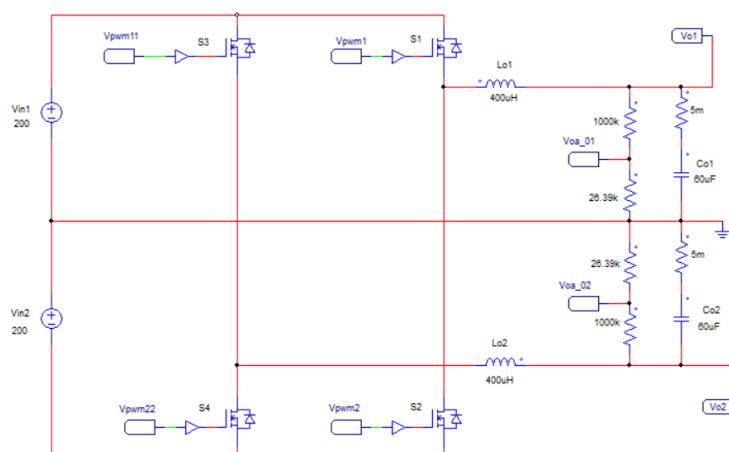 Vpwm11
S3
Vpwm1
S1
Vo1
Lo1
400uH
5m
Vin1
200
1000k
Voa_01
Co1
60uF
26.39k
5m
26.39k
Voa_02
Vin2
200
Co2
60uF
1000k
Lo2
400uH
Vpwm22
S4
Vpwm2
S2
Vo2